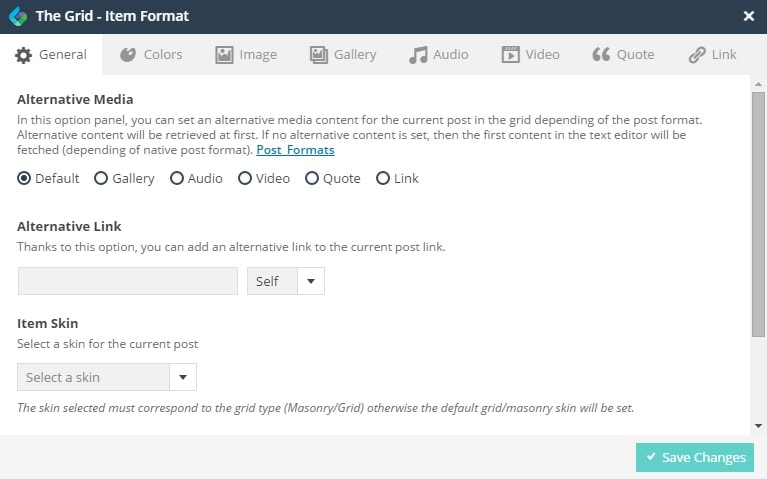 The Grid - Item Format
General Colors Image Gallery Audio Video Quote Link
Alternative Media
In this option panel, you can set an alternative media content for the current post in the grid depending of the post format.
Alternative content will be retrieved at first. If no alternative content is set, then the first content in the text editor will be
fetched (depending of native post format). Post Formats
Default Gallery Audio Video Quote Link
Alternative Link
Thanks to this option, you can add an alternative link to the current post link.
Self
Item Skin
Select a skin for the current post
Select a skin
The skin selected must correspond to the grid type (Masonry/Grid) otherwise the default grid/masonry skin will be set.
Save Changes